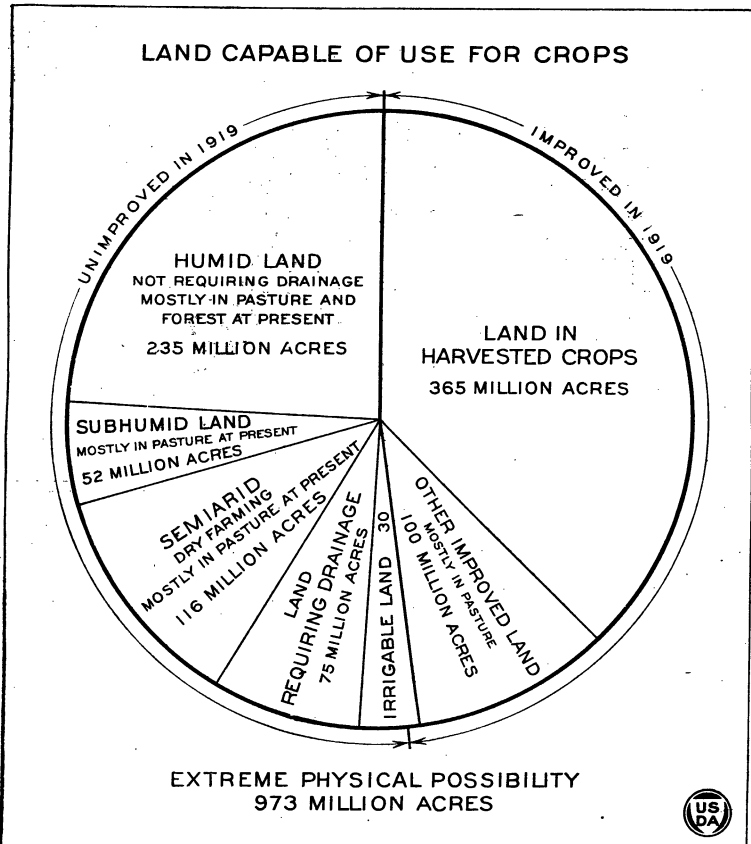 LAND CAPABLE OF USE FOR CROPS
UNIMPROVED IN 1919
IMPROVED IN 1919
HUMID LAND
NOT REQUIRING DRAINAGE
MOSTLY IN PASTURE AND
FOREST AT PRESENT
235 MILLION ACRES
LAND IN
HARVESTED CROPS
365 MILLION ACRES
SUBHUMID LAND
MOSTLY IN PASTURE AT PRESENT
52 MILLION ACRES
SEMIARID
DRY FARMING
MOSTLY IN PASTURE AT PRESENT
116 MILLION ACRES
LAND
REQUIRING DRAINAGE
75 MILLION ACRES
IRRIGABLE LAND 30
OTHER IMPROVED LAND
MOSTLY IN PASTURE
100 MILLION ACRES
EXTREME PHYSICAL POSSIBILITY
973 MILLION ACRES
US
DA